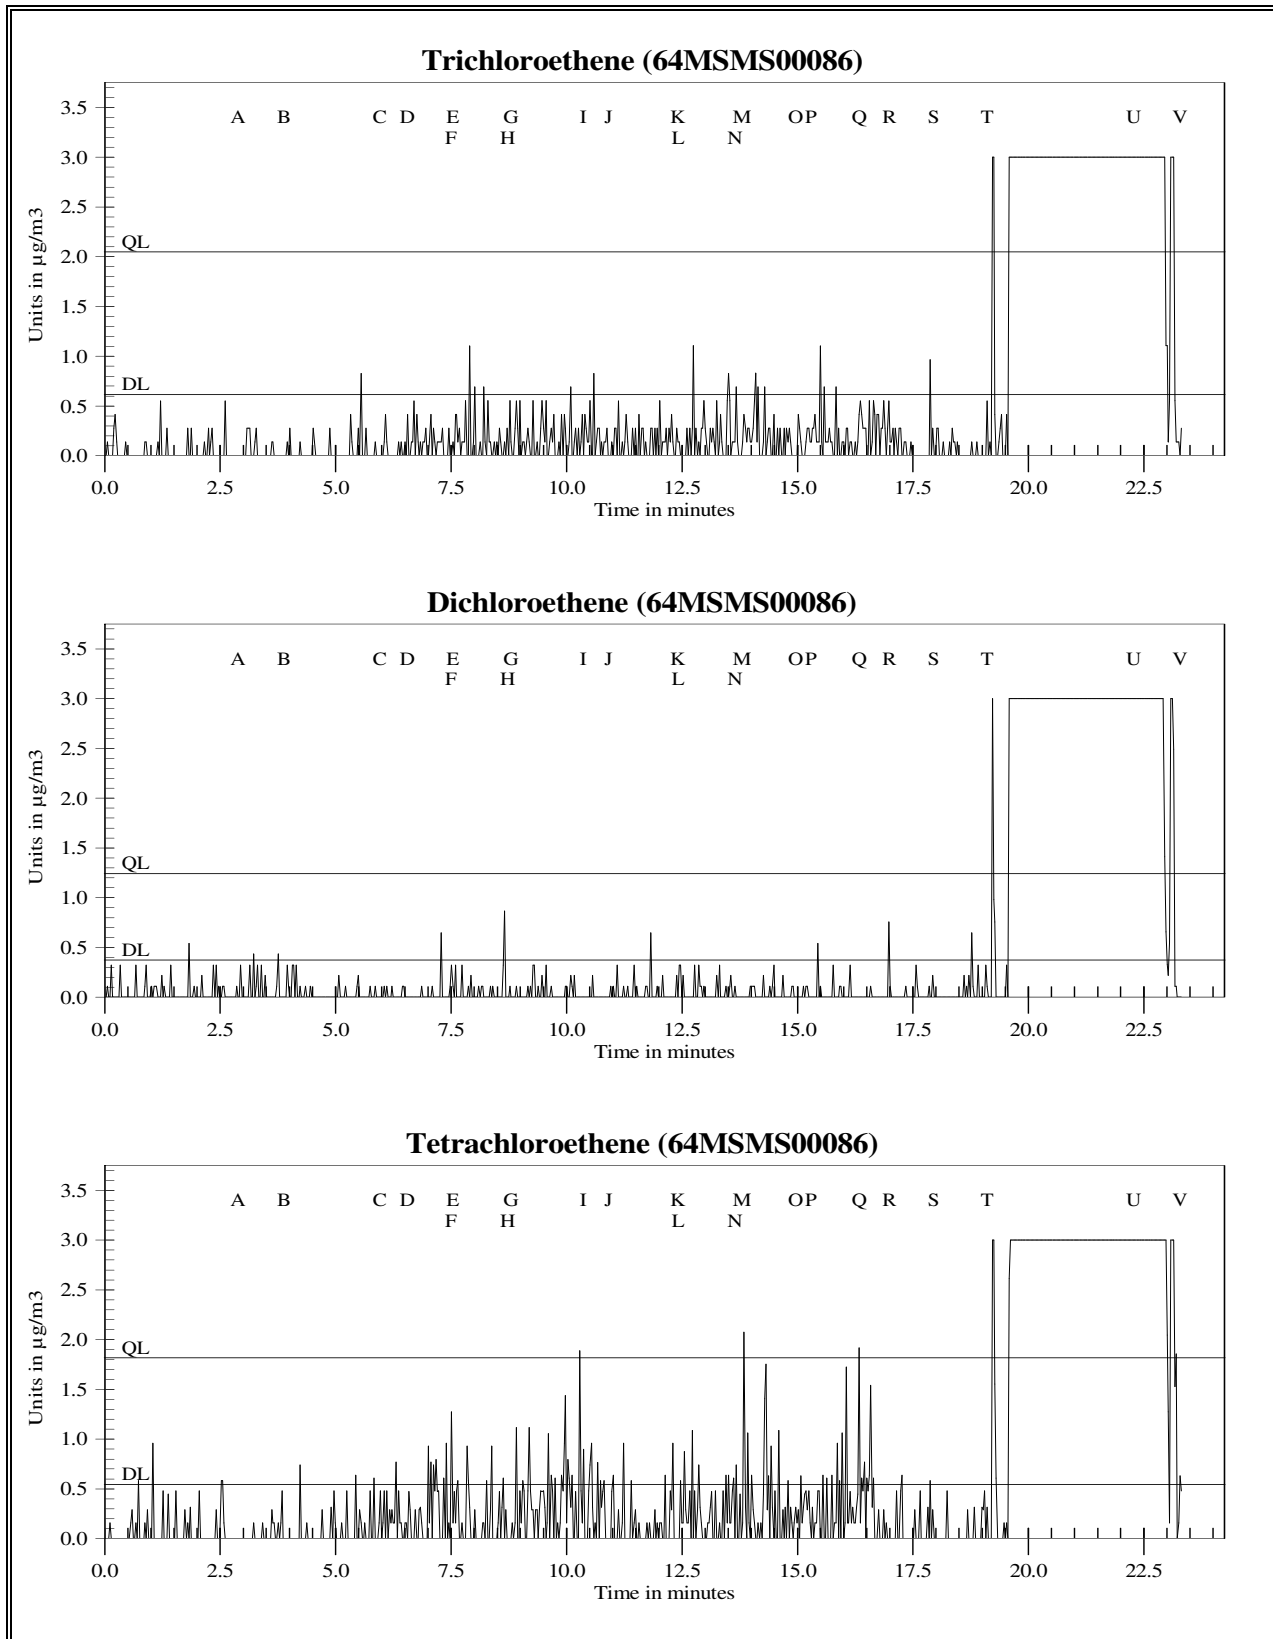 Trichloroethene (64MSMS00086)
3.5
A B C D E G I J K M O P Q R S T U V
F H L N
3.0
2.5
QL
2.0
1.5
1.0
DL
0.5
0.0
Units in µg/m3
0.0 2.5 5.0 7.5 10.0 12.5 15.0 17.5 20.0 22.5
Time in minutes
Dichloroethene (64MSMS00086)
3.5
A B C D E G I J K M O P Q R S T U V
F H L N
3.0
2.5
2.0
1.5
QL
1.0
DL
0.5
0.0
Units in µg/m3
0.0 2.5 5.0 7.5 10.0 12.5 15.0 17.5 20.0 22.5
Time in minutes
Tetrachloroethene (64MSMS00086)
3.5
A B C D E G I J K M O P Q R S T U V
F H L N
3.0
2.5
2.0
QL
1.5
1.0
DL
0.5
0.0
Units in µg/m3
0.0 2.5 5.0 7.5 10.0 12.5 15.0 17.5 20.0 22.5
Time in minutes